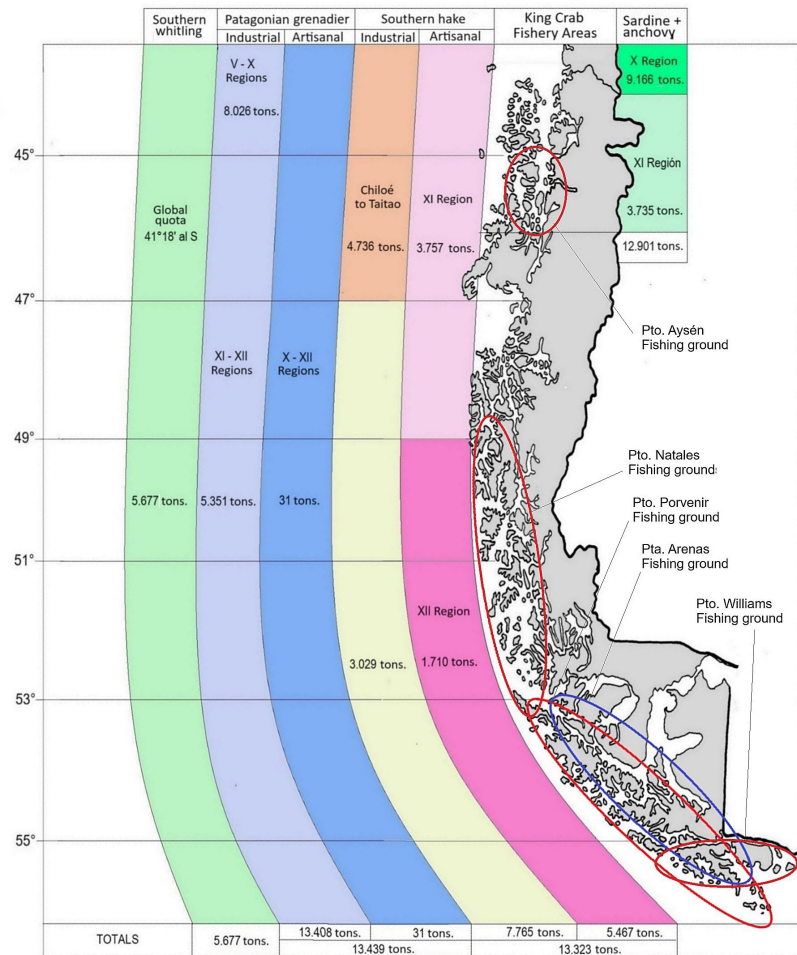 Southern
whitling
Patagonian grenadier
Industrial
Artisanal
Southern hake
Industrial
Artisanal
King Crab
Fishery Areas
Sardine +
anchovy
V - X
Regions
8.026 tons.
X Region
9.166 tons.
45°
XI Región
3.735 tons.
12.901 tons.
Global
quota
41°18' al S
Chiloé
to Taitao
4.736 tons.
XI Region
3.757 tons.
47°
Pto. Aysén
Fishing ground
XI - XII
Regions
X - XII
Regions
49°
5.677 tons.
5.351 tons.
31 tons.
Pto. Natales
Fishing grounds
Pto. Porvenir
Fishing ground
51°
Pta. Arenas
Fishing ground
XII Region
1.710 tons.
3.029 tons.
Pto. Williams
Fishing ground
53°
55°
TOTALS
5.677 tons.
13.408 tons.
31 tons.
13.439 tons.
7.765 tons.
5.467 tons.
13.323 tons.